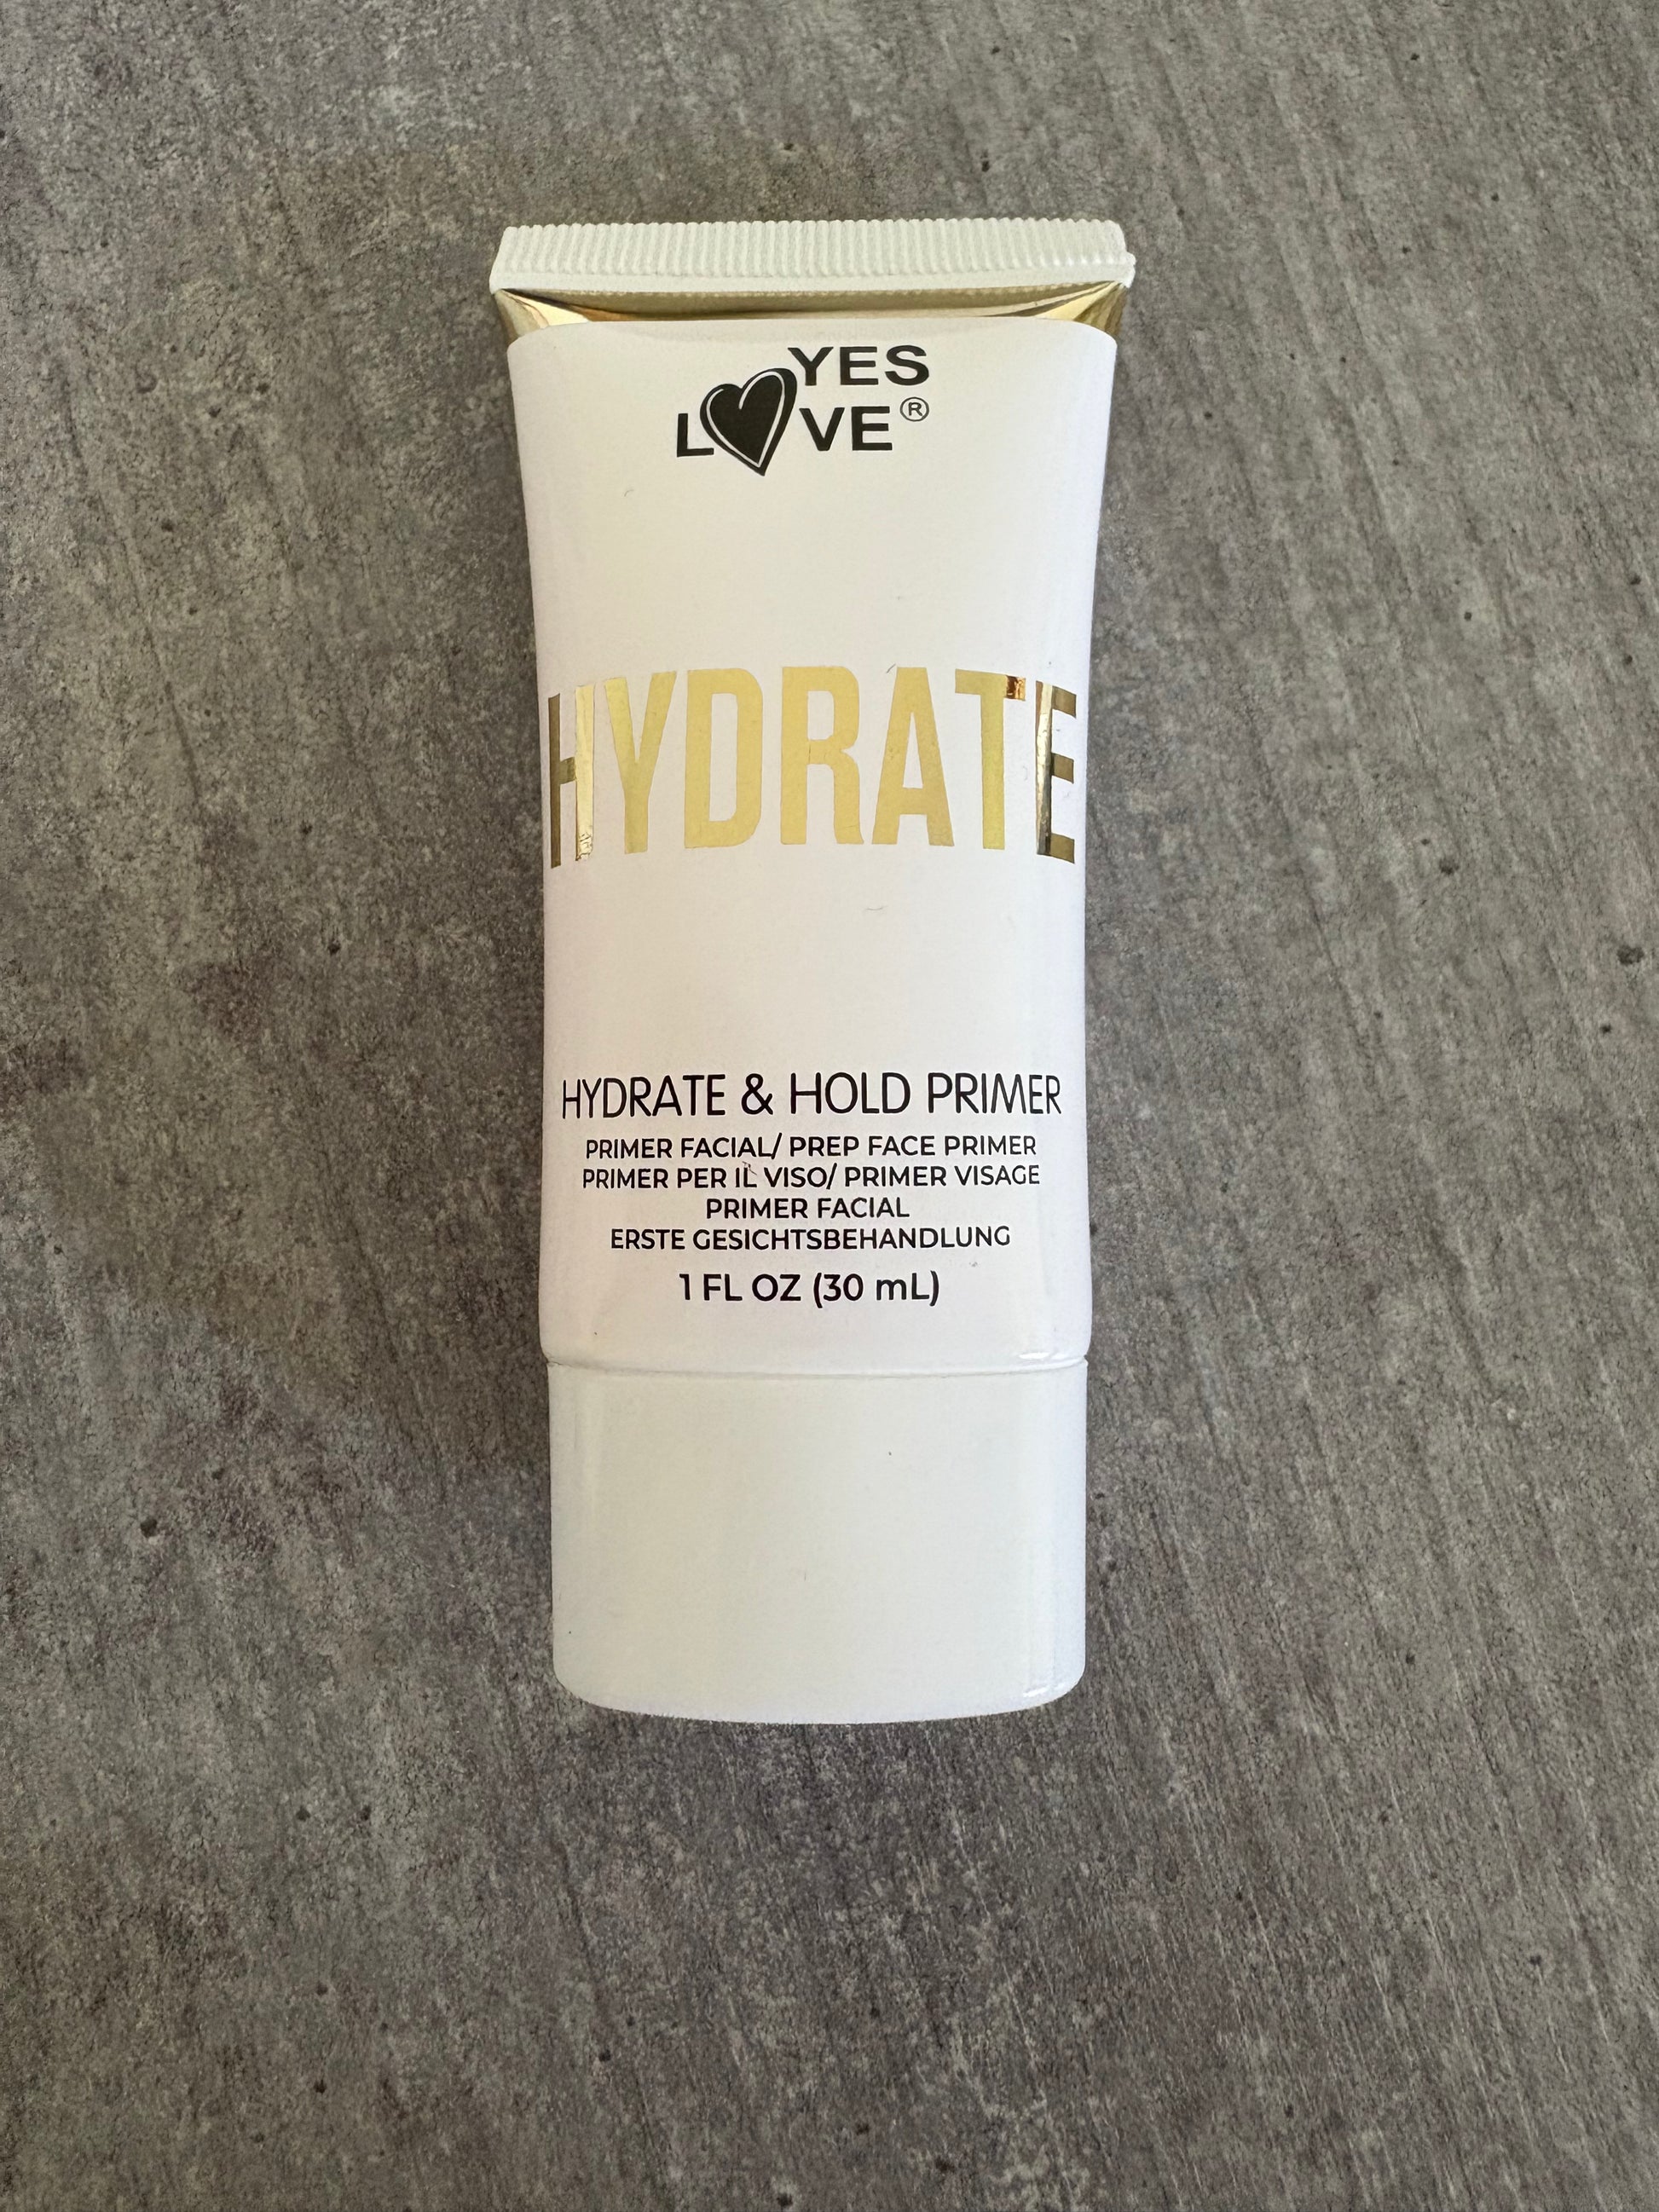 YES
LOVE®
HYDRATE
HYDRATE & HOLD PRIMER
PRIMER FACIAL/ PREP FACE PRIMER
PRIMER PER IL VISO/ PRIMER VISAGE
PRIMER FACIAL
ERSTE GESICHTSBEHANDLUNG
1 FL OZ (30 mL)